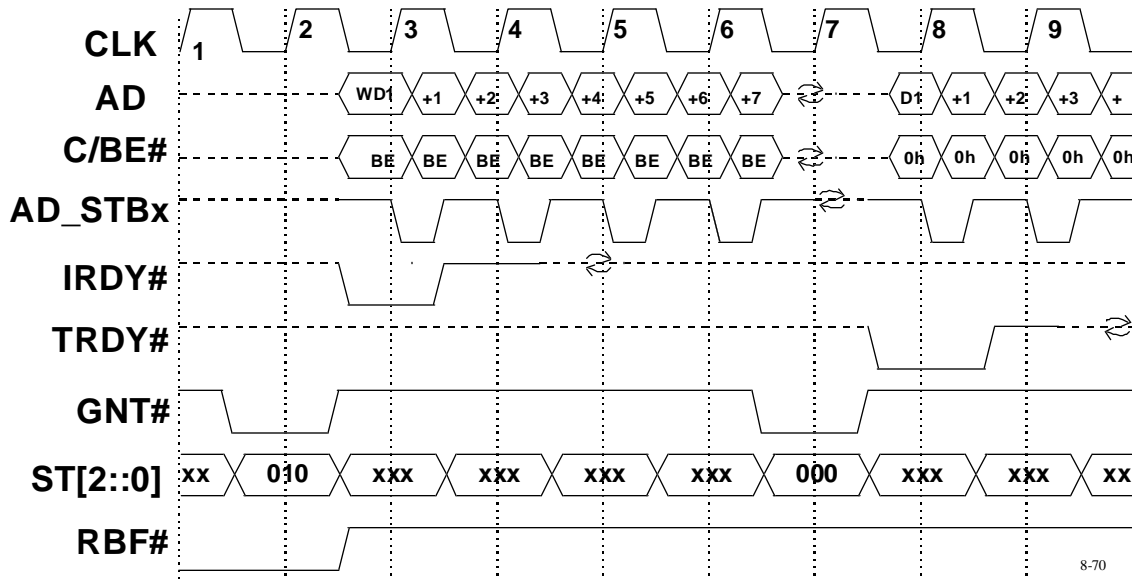 CLK 1 2 3 4 5 6 7 8 9
AD WD1 +1 +2 +3 +4 +5 +6 +7 D1 +1 +2 +3 +
C/BE# BE BE BE BE BE BE BE BE 0h 0h 0h 0h 0h
AD_STBx
IRDY#
TRDY#
GNT#
ST[2::0] xx 010 xxx xxx xxx xxx 000 xxx xxx xx
RBF#
8-70